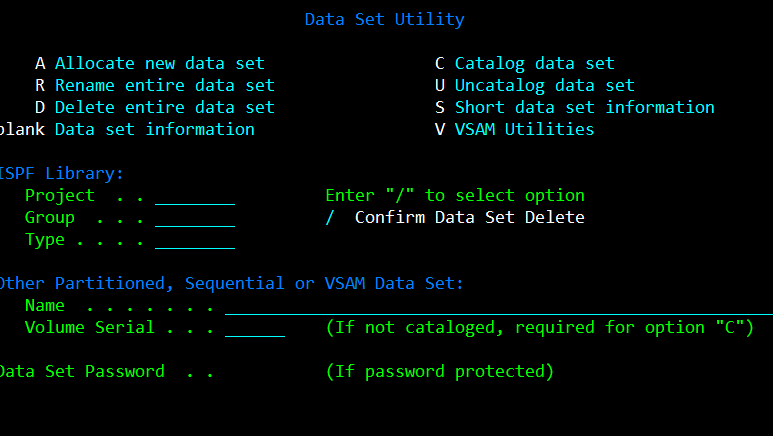 Data Set Utility
A Allocate new data set C Catalog data set
R Rename entire data set U Uncatalog data set
D Delete entire data set S Short data set information
blank Data set information V VSAM Utilities
ISPF Library:
Project . . ________ Enter "/" to select option
Group . . . ________ / Confirm Data Set Delete
Type . . . . ________
Other Partitioned, Sequential or VSAM Data Set:
Name . . . . . . . _______________________________________________________
Volume Serial . . . ______ (If not cataloged, required for option "C")
Data Set Password . . (If password protected)